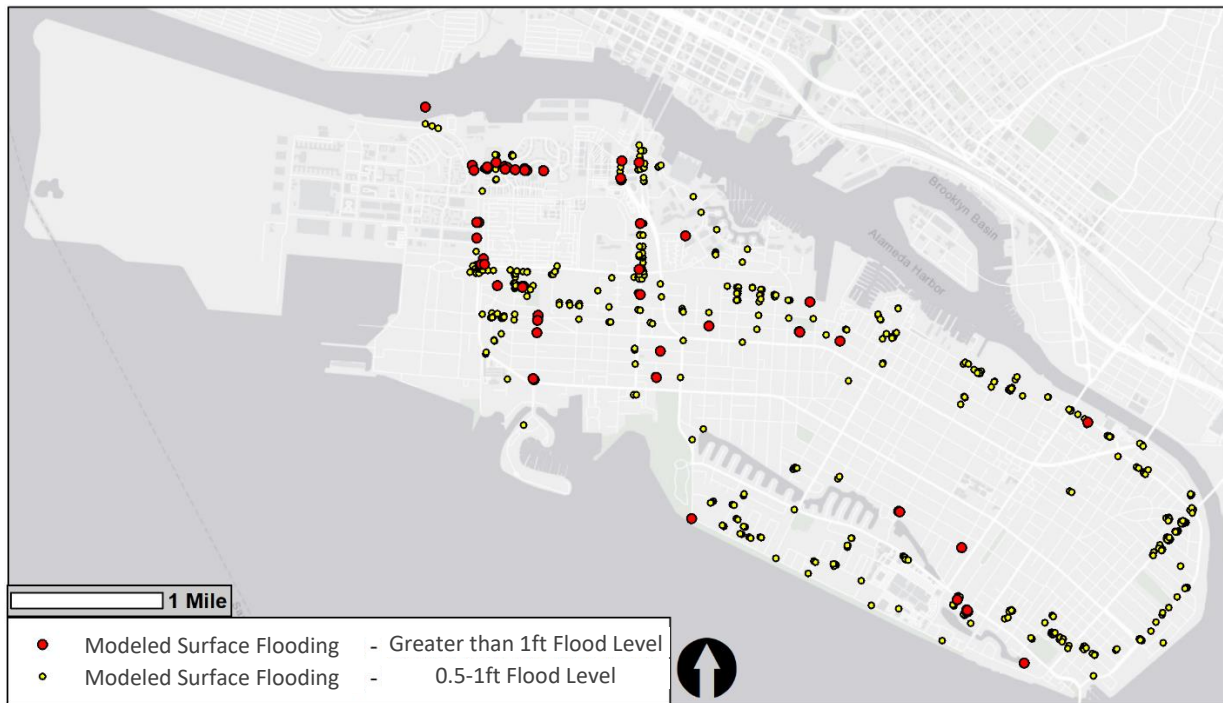 Brooklyn Basin
Alameda Harbor
1 Mile
Modeled Surface Flooding - Greater than 1ft Flood Level
Modeled Surface Flooding - 0.5-1ft Flood Level